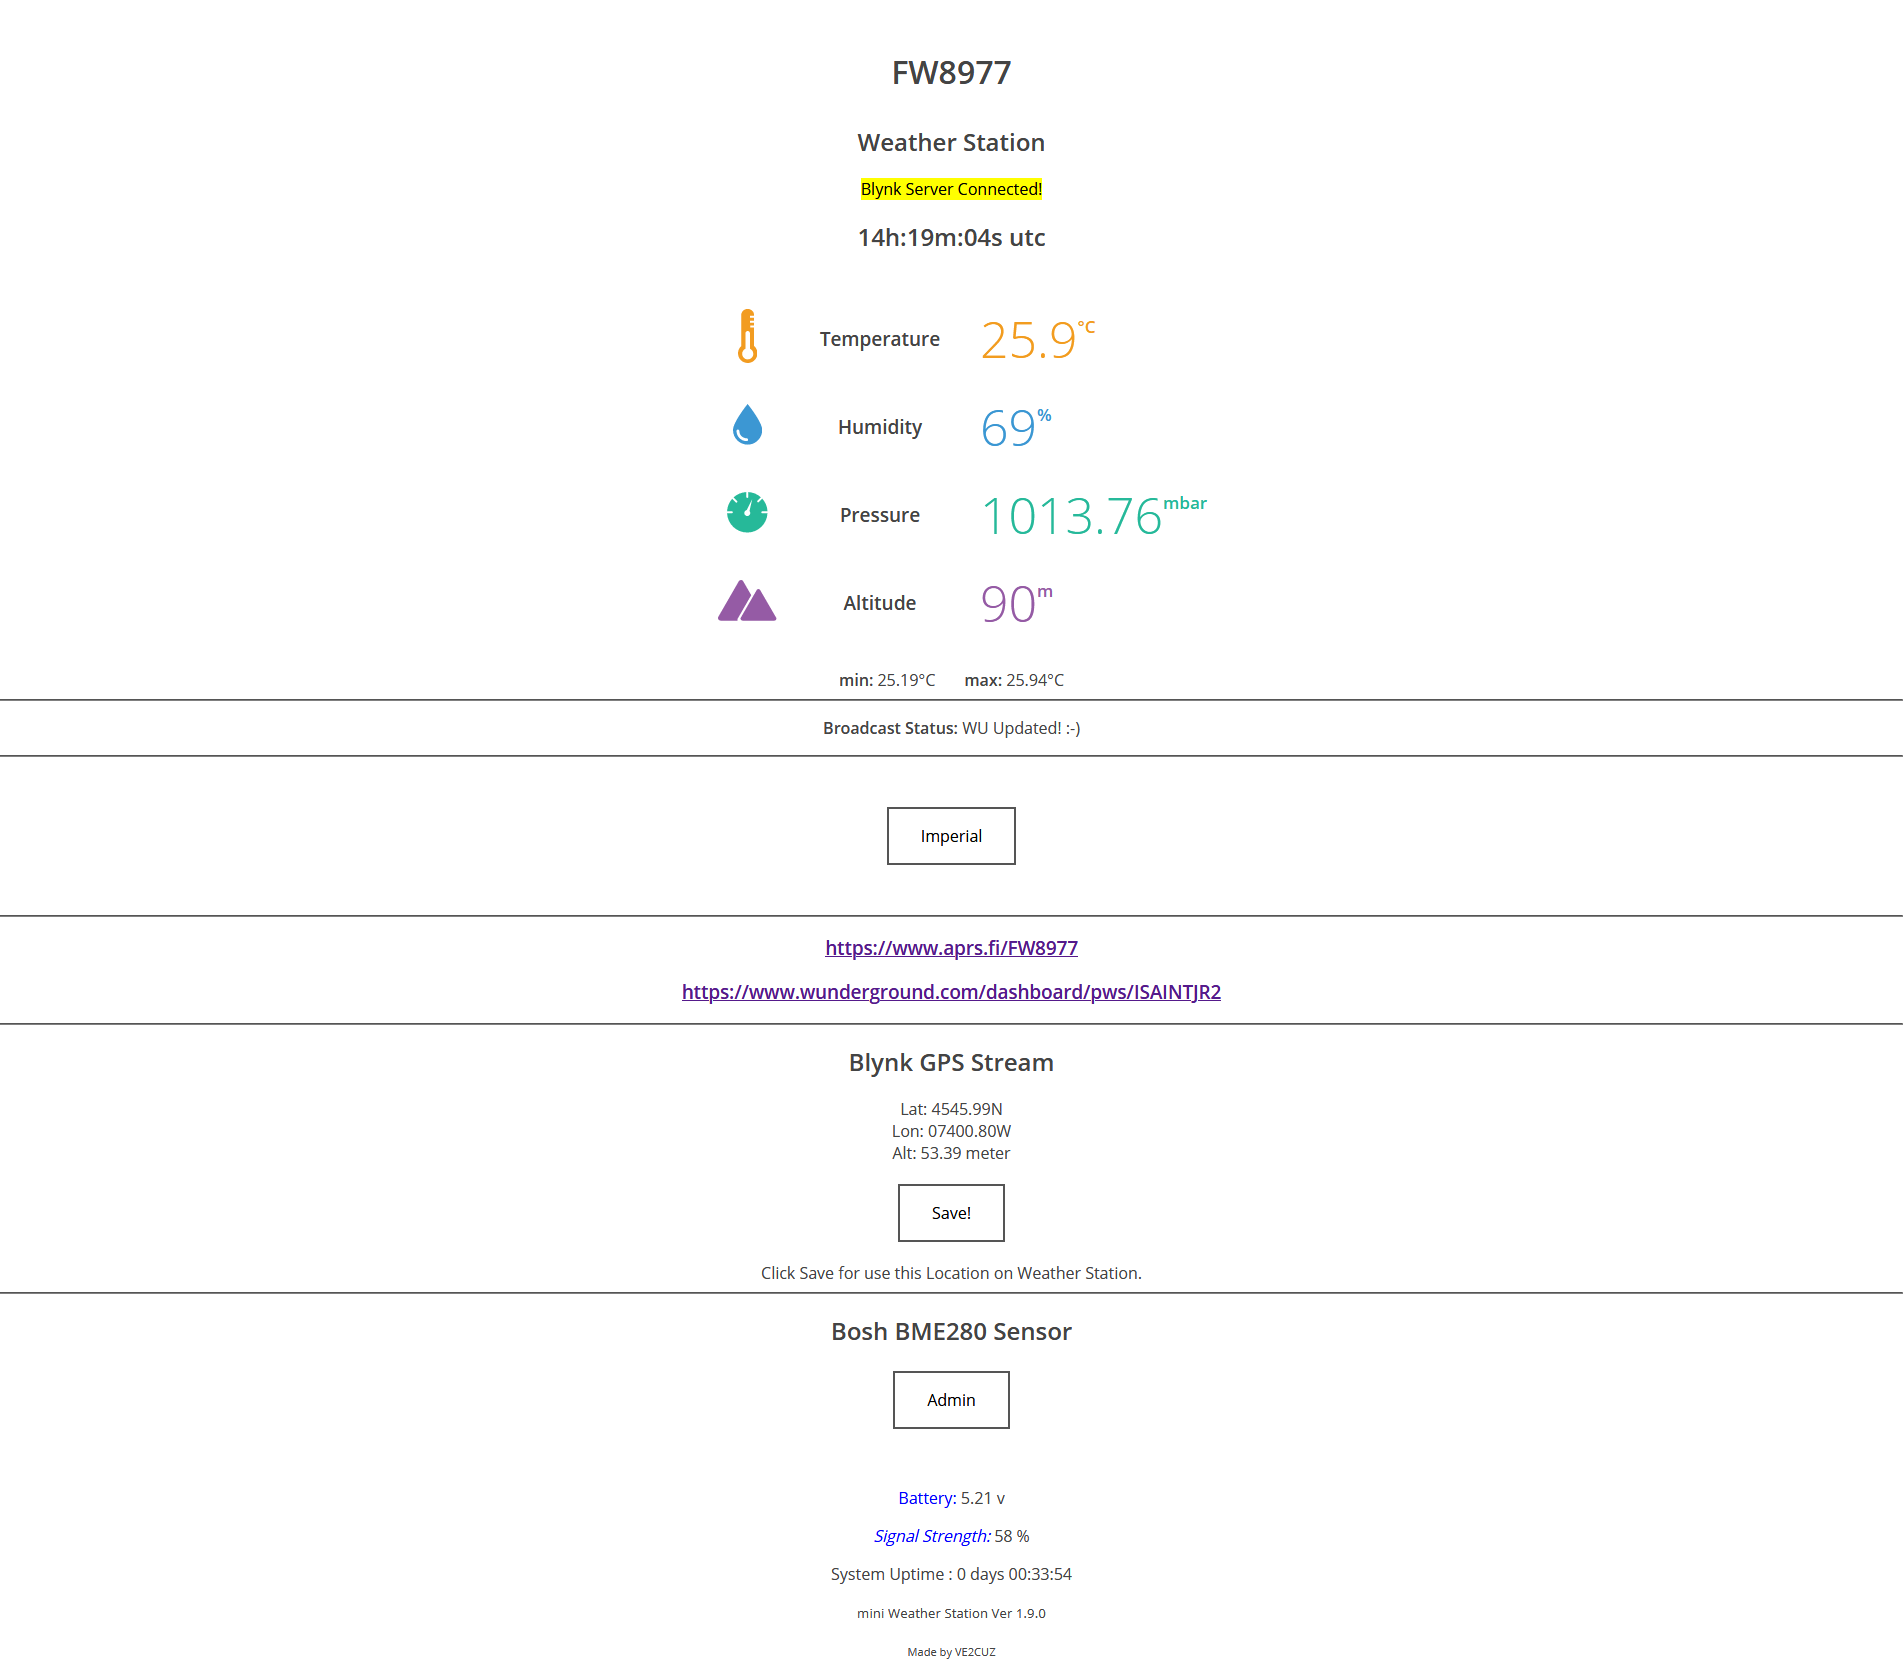 FW8977
Weather Station
Blynk Server Connected!
14h:19m:04s utc
Temperature 25.9°C
Humidity 69%
Pressure 1013.76mbar
Altitude 90m
min: 25.19°C max: 25.94°C
Broadcast Status: WU Updated! :-)
Imperial
https://www.aprs.fi/FW8977
https://www.wunderground.com/dashboard/pws/ISAINTJR2
Blynk GPS Stream
Lat: 4545.99N
Lon: 07400.80W
Alt: 53.39 meter
Save!
Click Save for use this Location on Weather Station.
Bosh BME280 Sensor
Admin
Battery: 5.21 v
Signal Strength: 58 %
System Uptime : 0 days 00:33:54
mini Weather Station Ver 1.9.0
Made by VE2CUZ